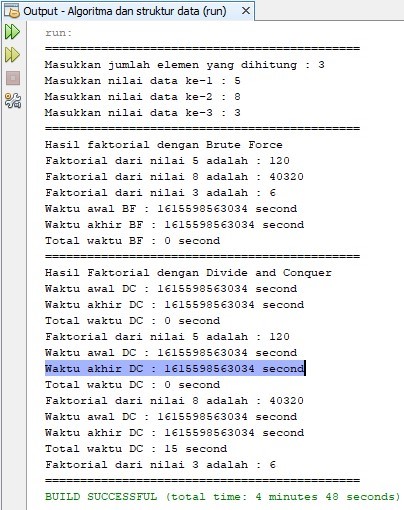 Output - Algoritma dan struktur data (run) ×
run:
==========================================
Masukkan jumlah elemen yang dihitung : 3
Masukkan nilai data ke-1 : 5
Masukkan nilai data ke-2 : 8
Masukkan nilai data ke-3 : 3
==========================================
Hasil faktorial dengan Brute Force
Faktorial dari nilai 5 adalah : 120
Faktorial dari nilai 8 adalah : 40320
Faktorial dari nilai 3 adalah : 6
Waktu awal BF : 1615598563034 second
Waktu akhir BF : 1615598563034 second
Total waktu BF : 0 second
==========================================
Hasil Faktorial dengan Divide and Conquer
Waktu awal DC : 1615598563034 second
Waktu akhir DC : 1615598563034 second
Total waktu DC : 0 second
Faktorial dari nilai 5 adalah : 120
Waktu awal DC : 1615598563034 second
Waktu akhir DC : 1615598563034 second
Total waktu DC : 0 second
Faktorial dari nilai 8 adalah : 40320
Waktu awal DC : 1615598563034 second
Waktu akhir DC : 1615598563034 second
Total waktu DC : 15 second
Faktorial dari nilai 3 adalah : 6
==========================================
BUILD SUCCESSFUL (total time: 4 minutes 48 seconds)